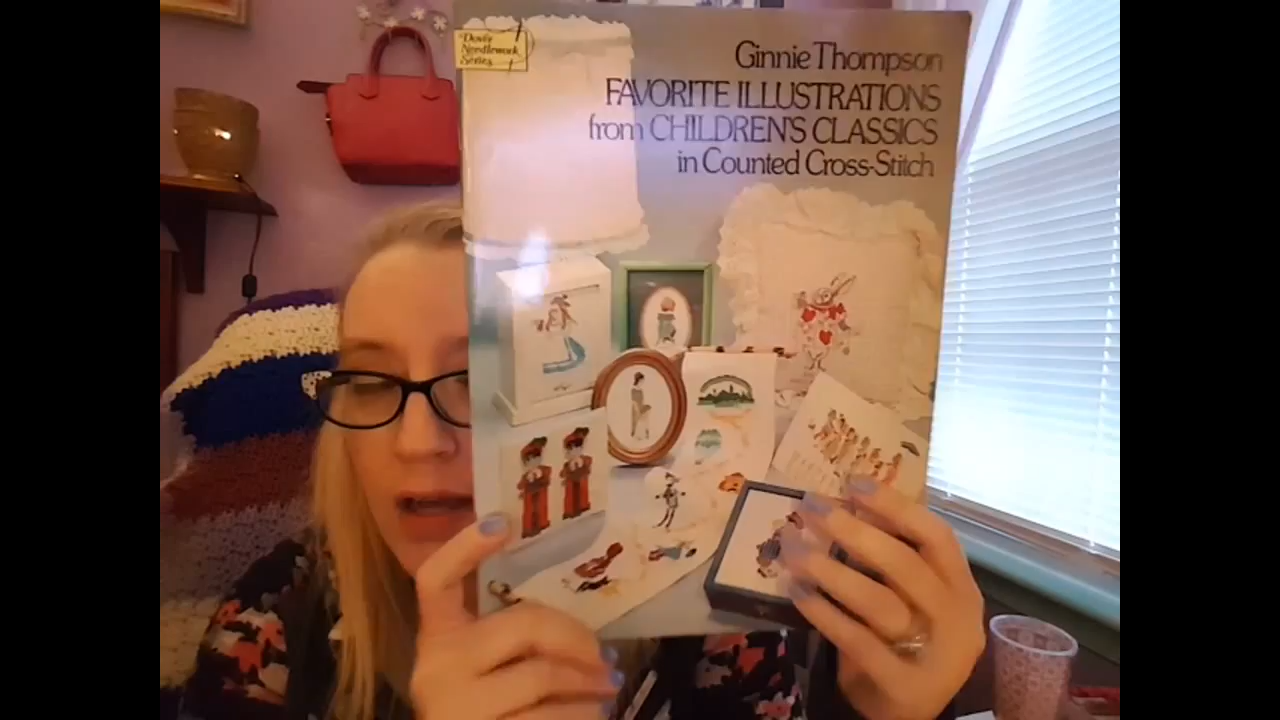 Dover
Needlework
Series
Ginnie Thompson
FAVORITE ILLUSTRATIONS
from CHILDREN'S CLASSICS
in Counted Cross-Stitch